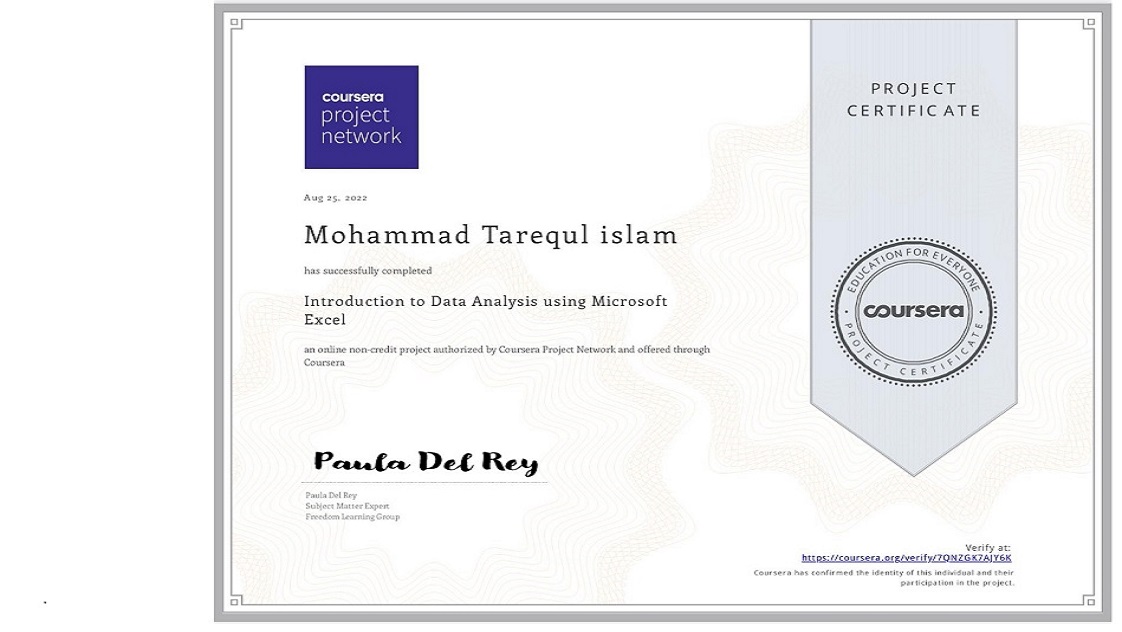 coursera
project
network
PROJECT
CERTIFICATE
Aug 25, 2022
Mohammad Tarequl islam
has successfully completed
Introduction to Data Analysis using Microsoft
Excel
an online non-credit project authorized by Coursera Project Network and offered through
Coursera
EDUCATION FOR EVERYONE
coursera
PROJECT CERTIFICATE
Paula Del Rey
Paula Del Rey
Subject Matter Expert
Freedom Learning Group
Verify at:
https://coursera.org/verify/7QNZGK7AJY6K
Coursera has confirmed the identity of this individual and their
participation in the project.